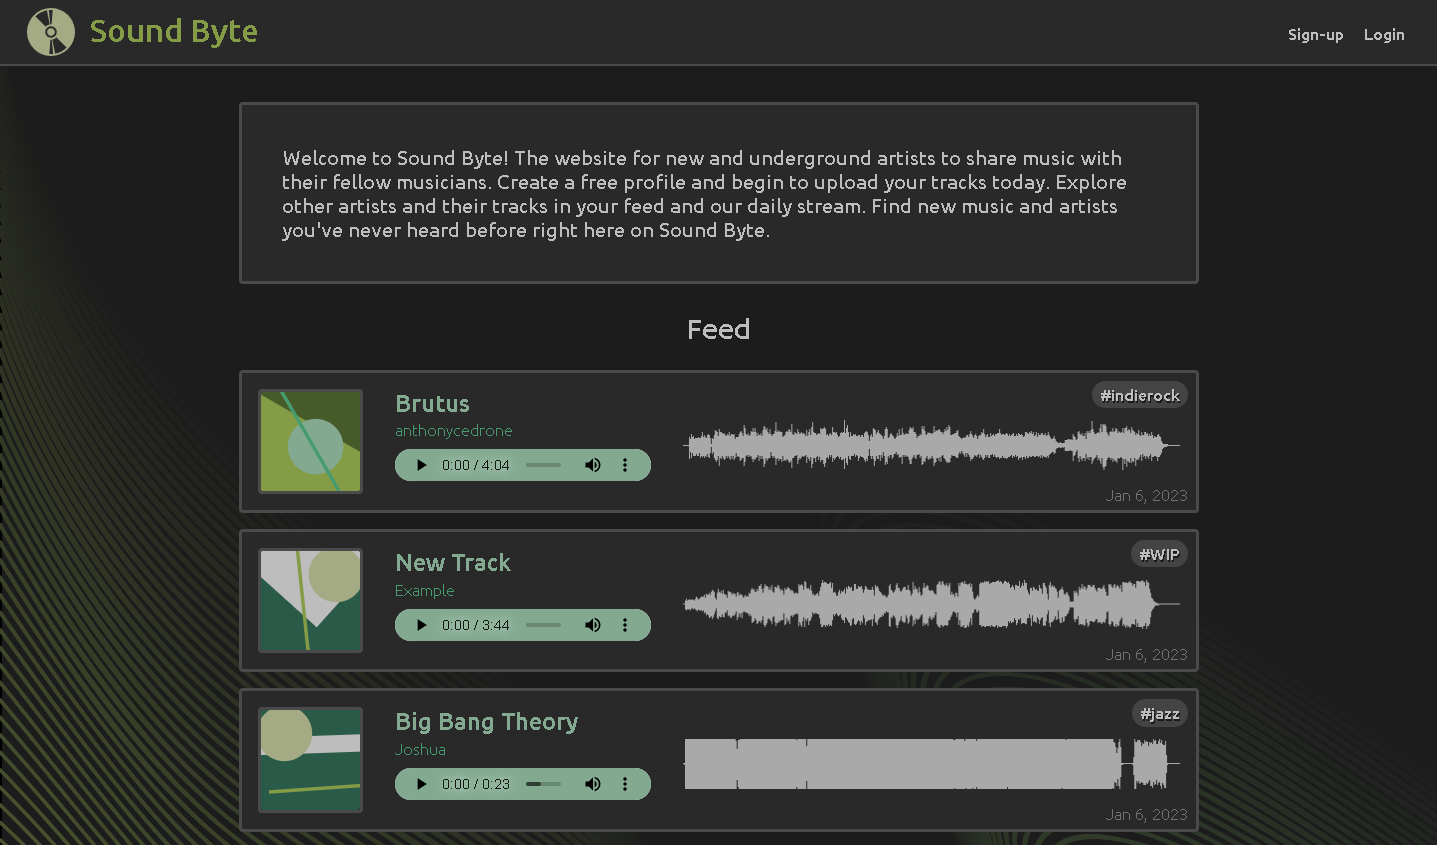 Sound Byte
Sign-up Login
Welcome to Sound Byte! The website for new and underground artists to share music with
their fellow musicians. Create a free profile and begin to upload your tracks today. Explore
other artists and their tracks in your feed and our daily stream. Find new music and artists
you've never heard before right here on Sound Byte.
Feed
Brutus
anthonycedrone
0:00 / 4:04
#indierock
Jan 6, 2023
New Track
Example
0:00 / 3:44
#WIP
Jan 6, 2023
Big Bang Theory
Joshua
0:00 / 0:23
#jazz
Jan 6, 2023